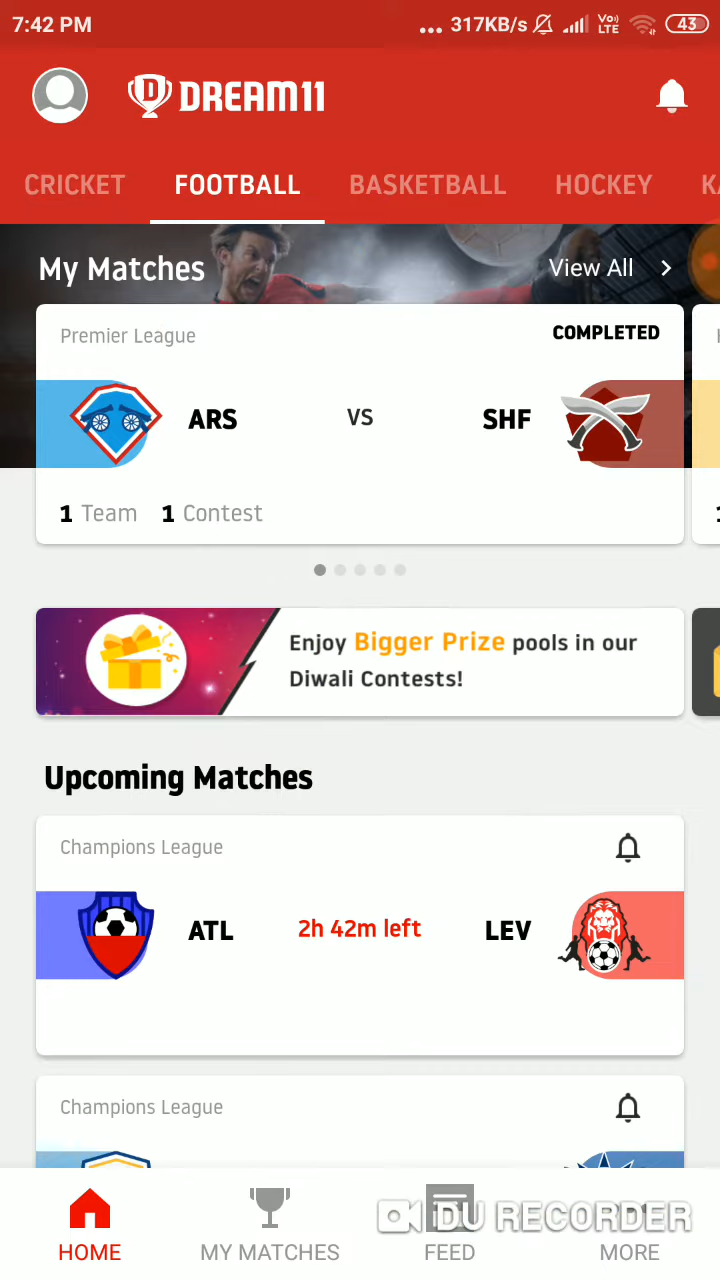 7:42 PM
... 317KB/s Vo) LTE 43
D DREAM11
CRICKET FOOTBALL BASKETBALL HOCKEY
My Matches View All >
Premier League COMPLETED
ARS VS SHF
1 Team 1 Contest
Enjoy Bigger Prize pools in our
Diwali Contests!
Upcoming Matches
Champions League
ATL 2h 42m left LEV
Champions League
DU RECORDER
HOME MY MATCHES FEED MORE